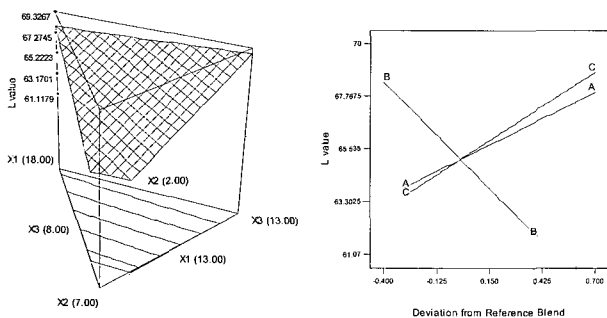 69.3267
67.2745
65.2223
63.1701
61.1179
L value
X1 (18.00)
X2 (2.00)
X3 (13.00)
X3 (8.00)
X1 (13.00)
X2 (7.00)
70
67.7675
65.535
63.3025
61.07
L value
B
C
A
A
C
B
-0.400
-0.125
0.150
0.425
0.700
Deviation from Reference Blend